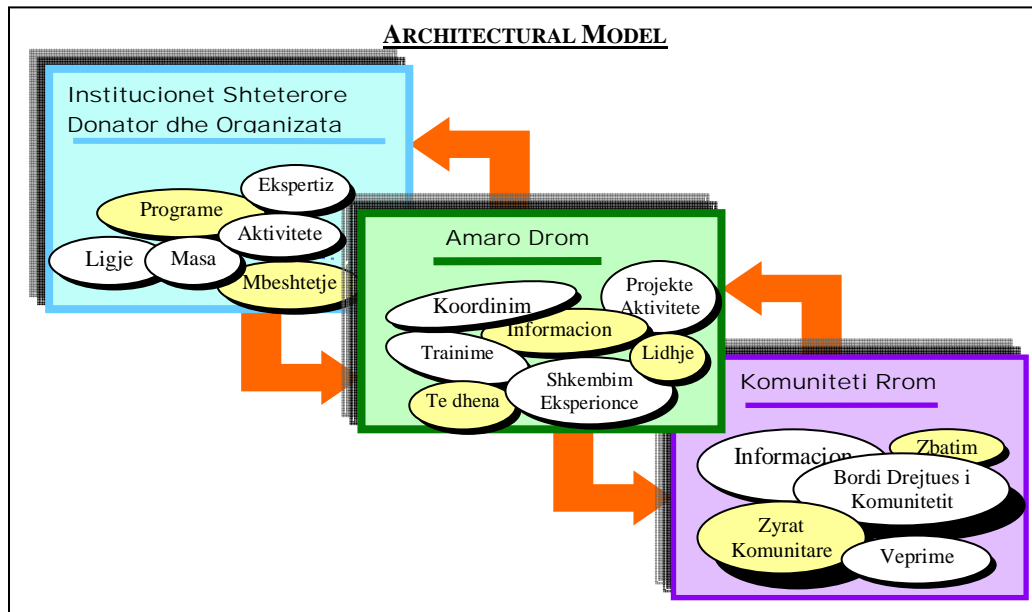 ARCHITECTURAL MODEL
Institucionet Shteterore
Donator dhe Organizata
Ekspertiz
Programe
Aktivitete
Ligje
Masa
Mbeshtetje
Amaro Drom
Projekte
Aktivitete
Koordinim
Informacion
Trainime
Lidhje
Shkembim
Eksperionce
Te dhena
Komuniteti Rrom
Informacion
Zbatim
Bordi Drejtues i
Komunitetit
Zyrat
Komunitare
Veprime